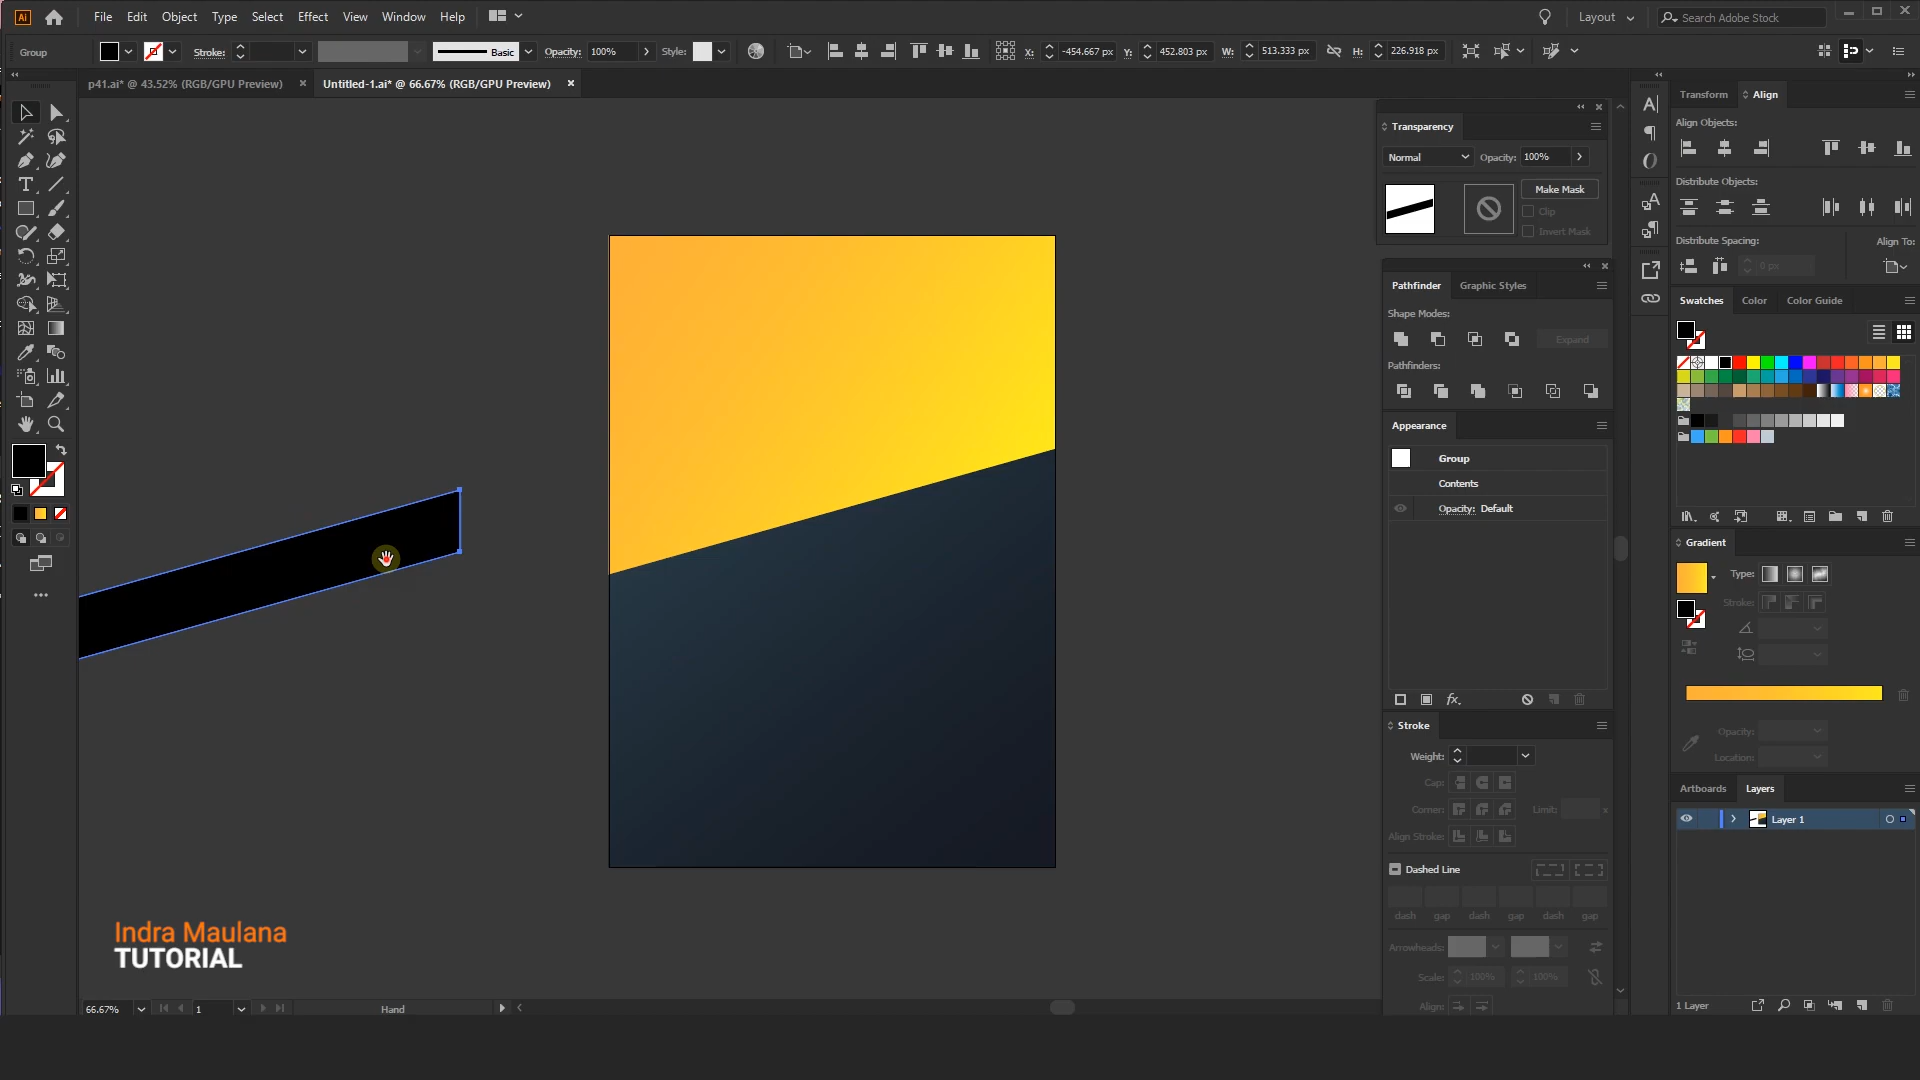 Ai File Edit Object Type Select Effect View Window Help Layout Search Adobe Stock
Group Stroke: Basic Opacity: 100% Style: X: -454.667 px Y: 452.803 px W: 513.333 px H: 226.918 px
p41.ai* @ 43.52% (RGB/GPU Preview) Untitled-1.ai* @ 66.67% (RGB/GPU Preview)
Transparency
Normal Opacity: 100%
Make Mask
Clip
Invert Mask
Pathfinder Graphic Styles
Shape Modes:
Expand
Pathfinders:
Appearance
Group
Contents
Opacity: Default
fx.
Stroke
Weight:
Cap:
Corner: Limit: x
Align Stroke:
Dashed Line
dash gap dash gap dash gap
Arrowheads:
Scale: 100% 100%
Align:
Transform Align
Align Objects:
Distribute Objects:
Distribute Spacing: Align To:
0 px
Swatches Color Color Guide
Gradient
Type:
Stroke:
Opacity:
Location:
Artboards Layers
Layer 1
1 Layer
Indra Maulana
TUTORIAL
66.67% 1 Hand